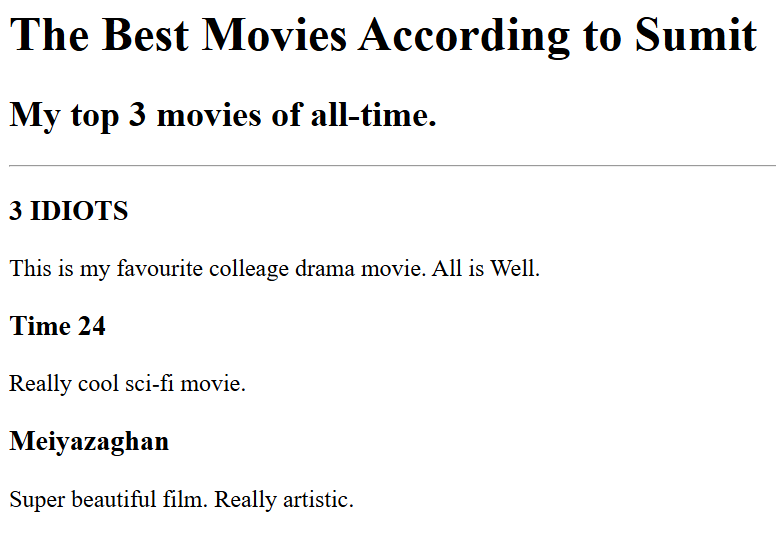 The Best Movies According to Sumit
My top 3 movies of all-time.
3 IDIOTS
This is my favourite colleage drama movie. All is Well.
Time 24
Really cool sci-fi movie.
Meiyazaghan
Super beautiful film. Really artistic.